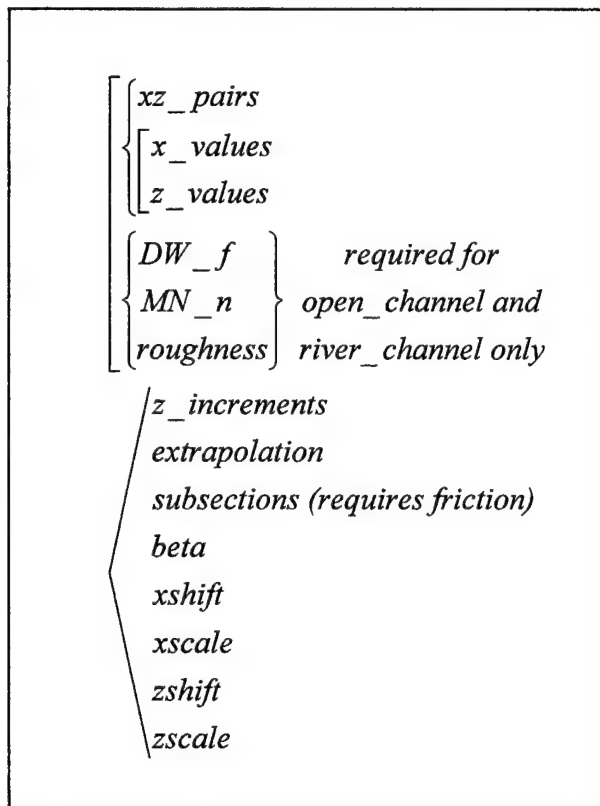 xz_pairs
x_values
z_values
DW_f required for
MN_n open_channel and
roughness river_channel only
z_increments
extrapolation
subsections (requires friction)
beta
xshift
xscale
zshift
zscale